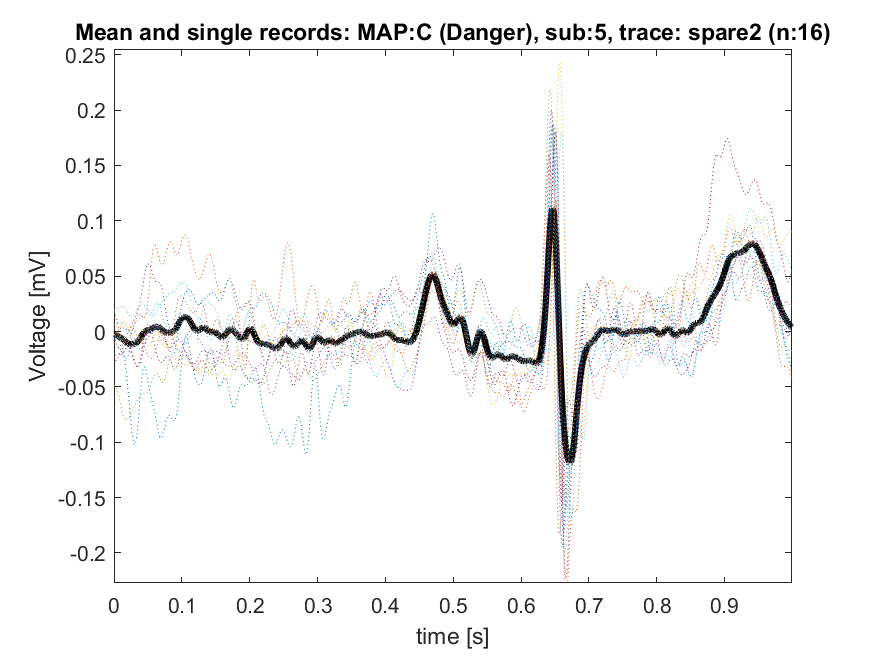 Mean and single records: MAP:C (Danger), sub:5, trace: spare2 (n:16)
0.25
0.2
0.15
0.1
0.05
0
-0.05
-0.1
-0.15
-0.2
Voltage [mV]
0 0.1 0.2 0.3 0.4 0.5 0.6 0.7 0.8 0.9
time [s]